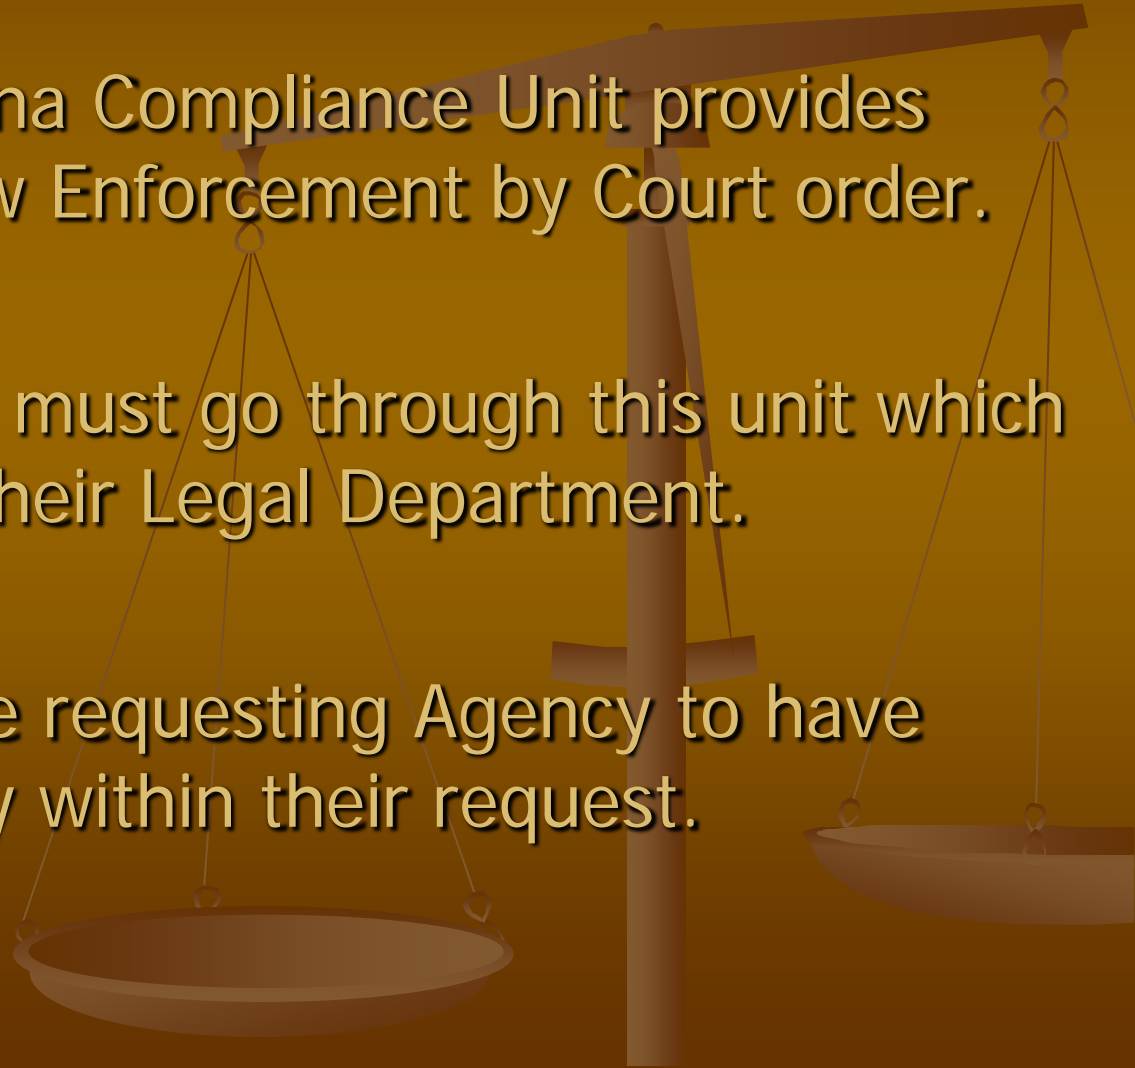 na Compliance Unit provides
w Enforcement by Court order.
must go through this unit which
heir Legal Department.
e requesting Agency to have
y within their request.